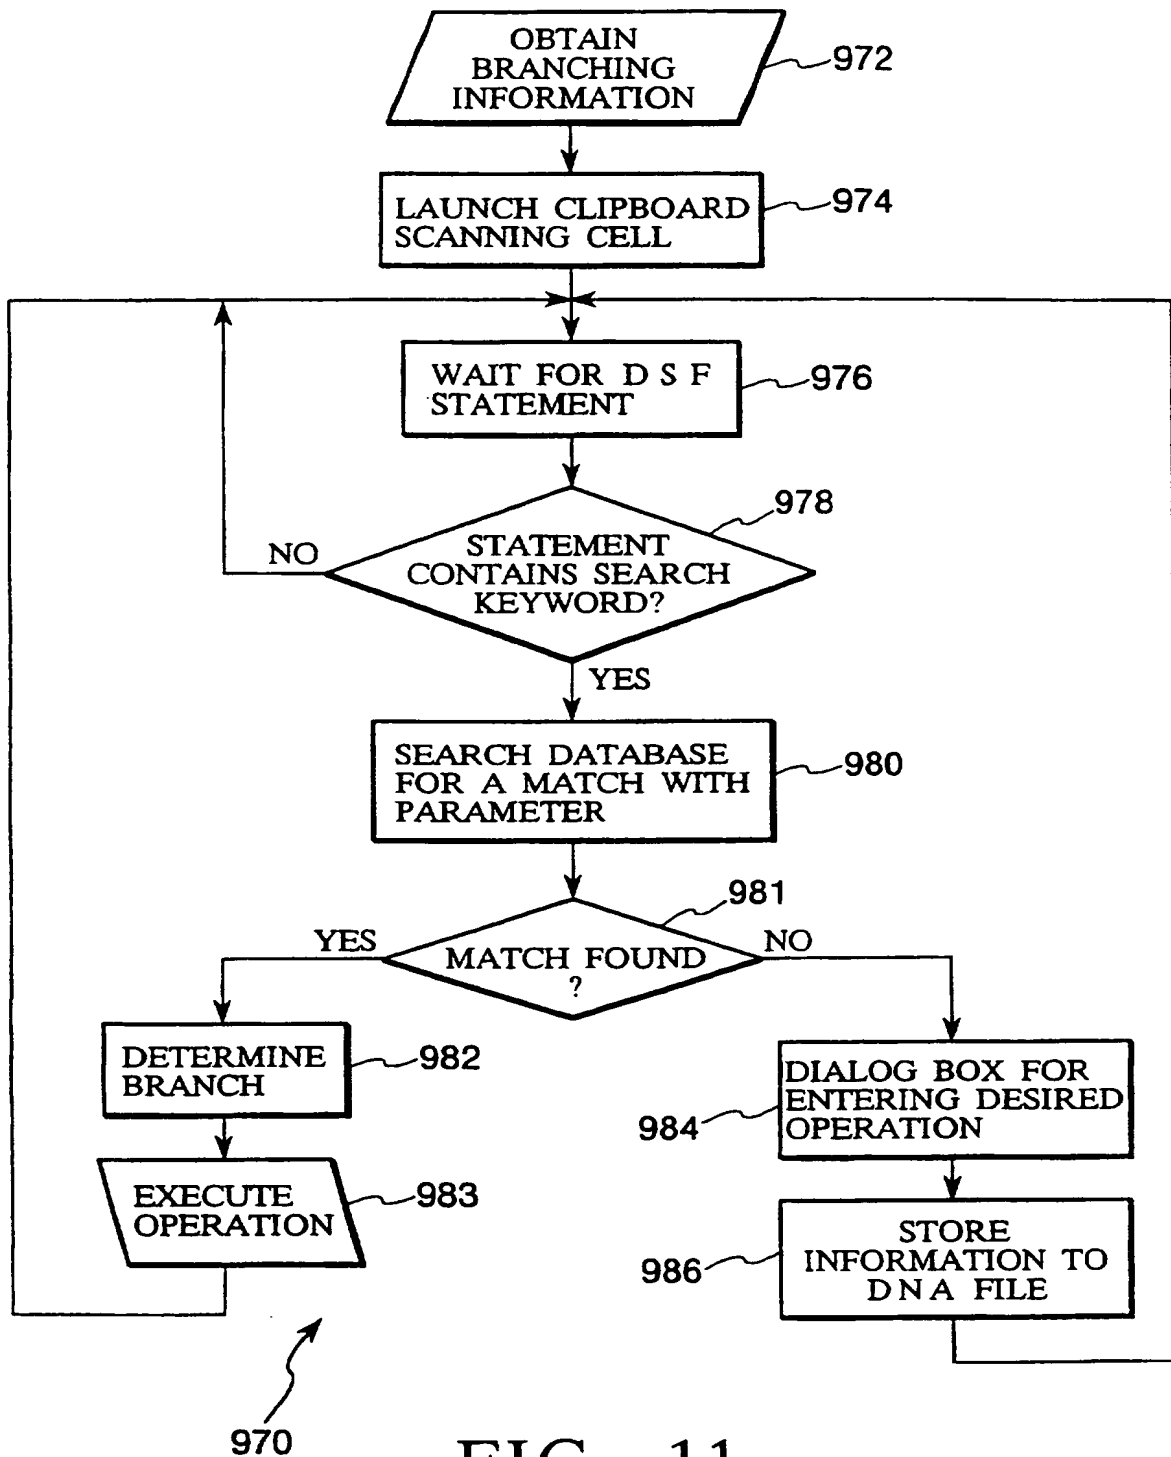 OBTAIN
BRANCHING
INFORMATION
972
LAUNCH CLIPBOARD
SCANNING CELL
974
WAIT FOR D S F
STATEMENT
976
978
STATEMENT
CONTAINS SEARCH
KEYWORD?
NO
YES
SEARCH DATABASE
FOR A MATCH WITH
PARAMETER
980
981
YES
MATCH FOUND
?
NO
DETERMINE
BRANCH
982
DIALOG BOX FOR
ENTERING DESIRED
OPERATION
984
EXECUTE
OPERATION
983
STORE
INFORMATION TO
D N A FILE
986
970
FIG. 11